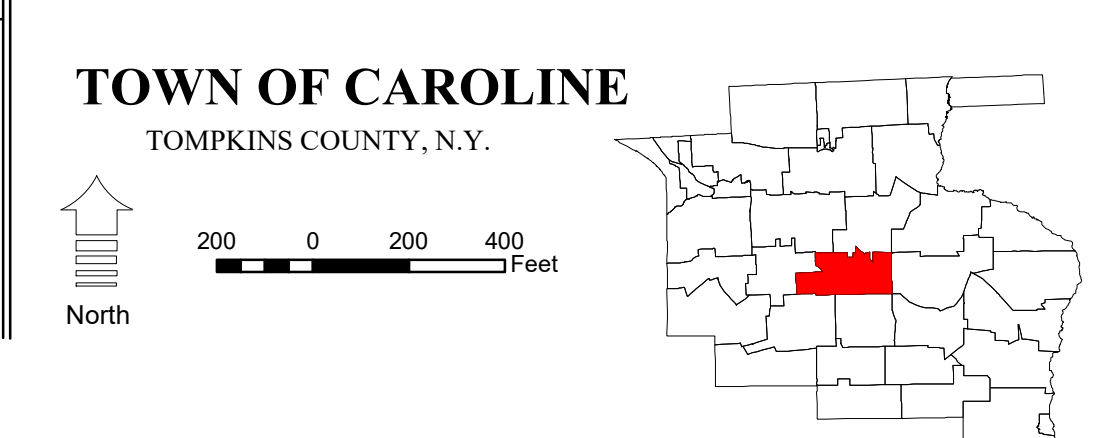 TOWN OF CAROLINE
TOMPKINS COUNTY, N.Y.
200 0 200 400
Feet
North